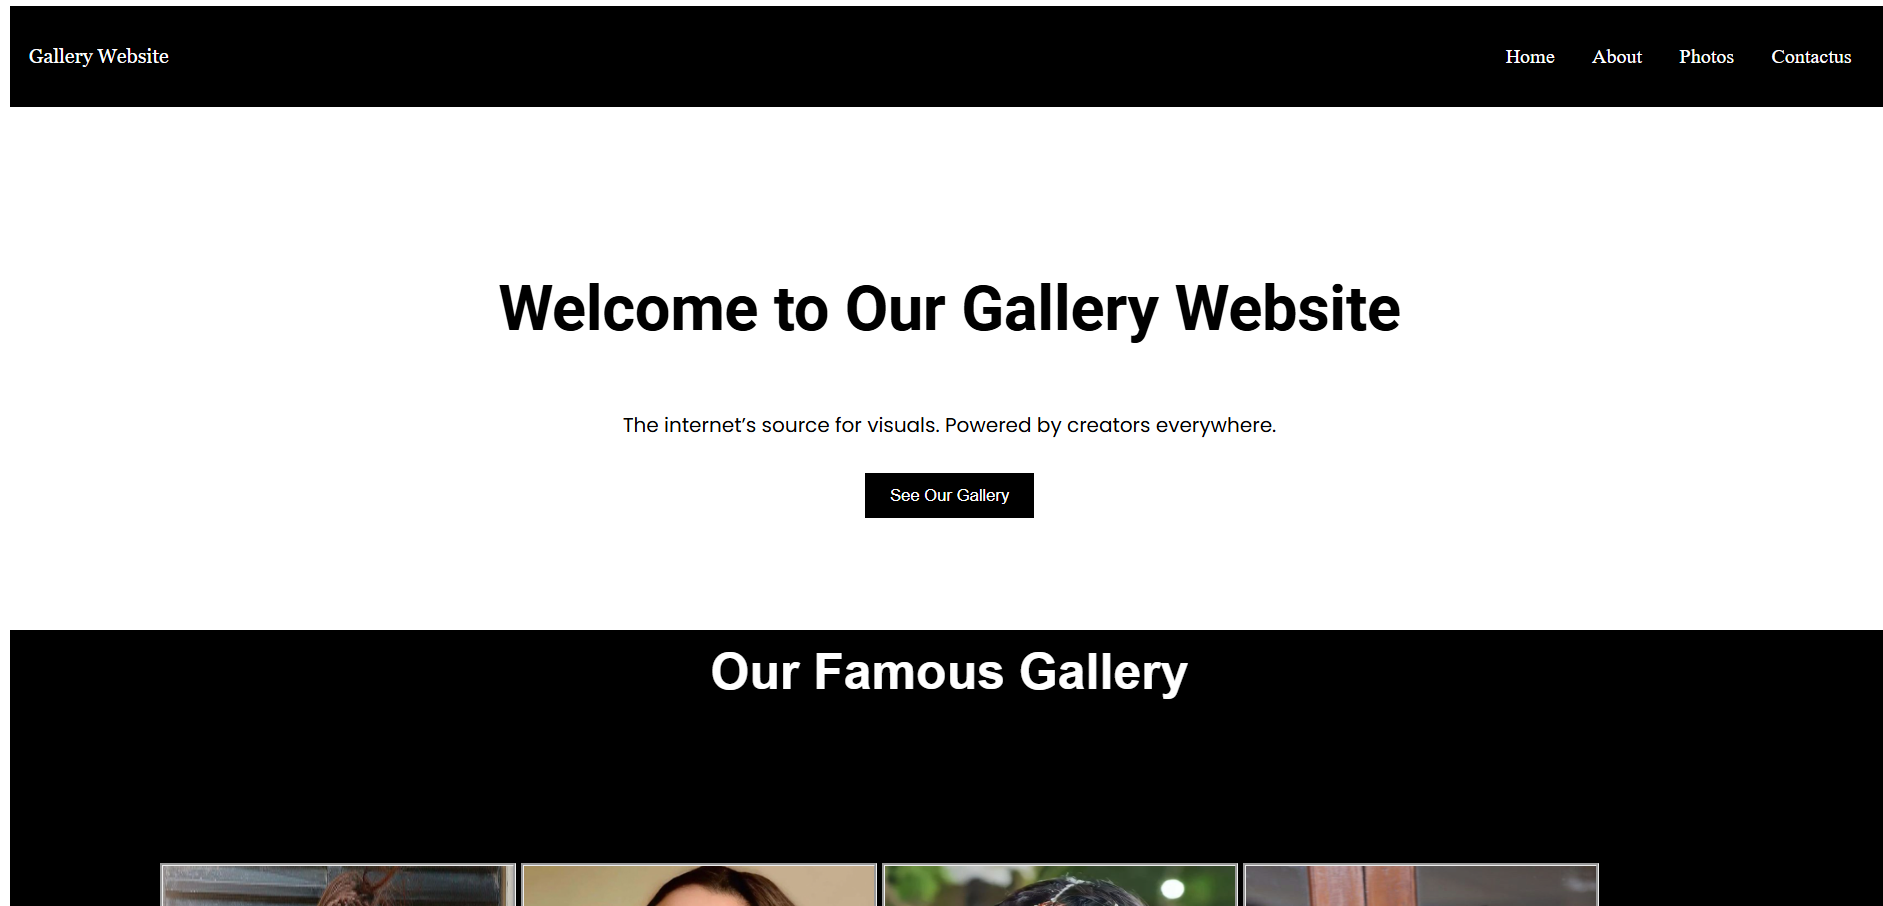 Gallery Website
Home About Photos Contactus
Welcome to Our Gallery Website
The internet’s source for visuals. Powered by creators everywhere.
See Our Gallery
Our Famous Gallery